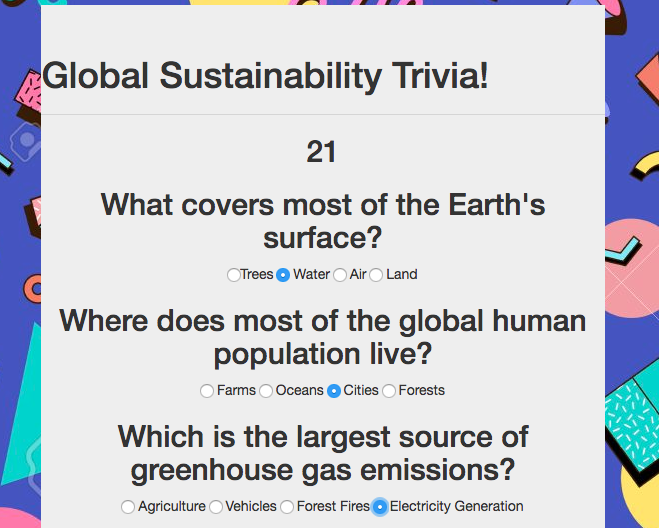 Global Sustainability Trivia!
21
What covers most of the Earth's
surface?
Trees Water Air Land
Where does most of the global human
population live?
Farms Oceans Cities Forests
Which is the largest source of
greenhouse gas emissions?
Agriculture Vehicles Forest Fires Electricity Generation